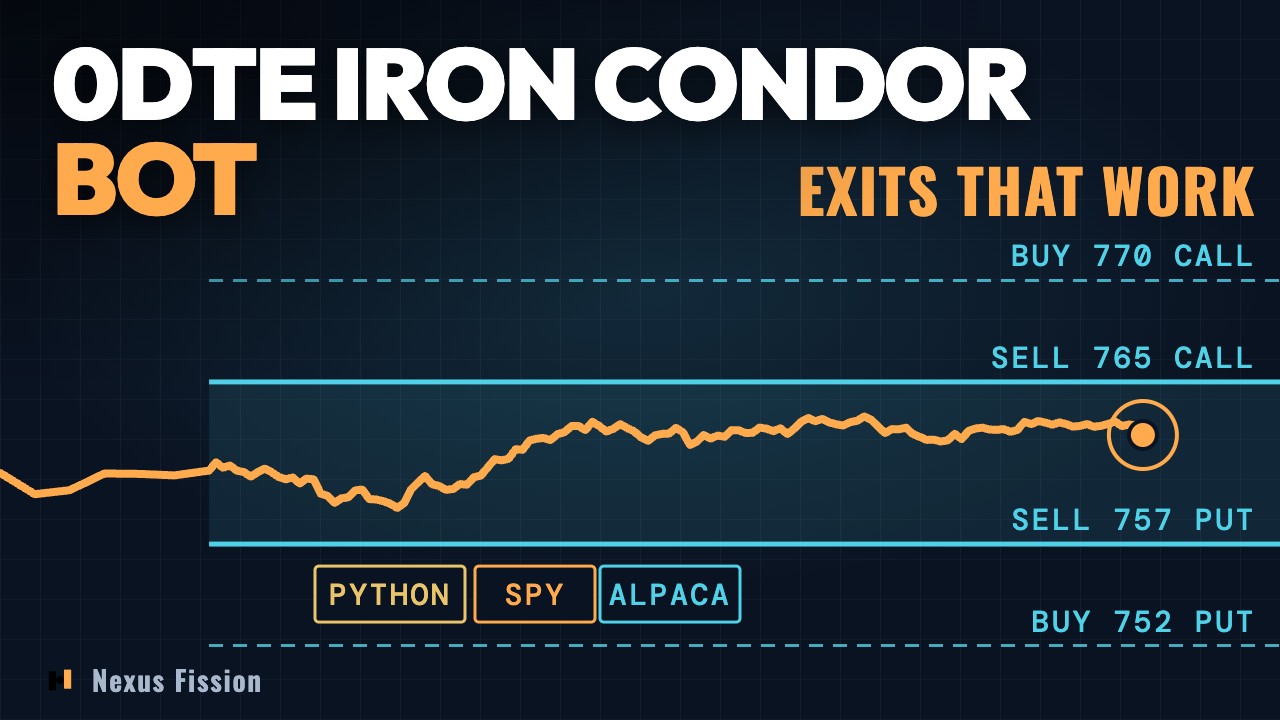 0DTE IRON CONDOR
BOT
EXITS THAT WORK
BUY 770 CALL
SELL 765 CALL
SELL 757 PUT
PYTHON SPY ALPACA
BUY 752 PUT
Nexus Fission